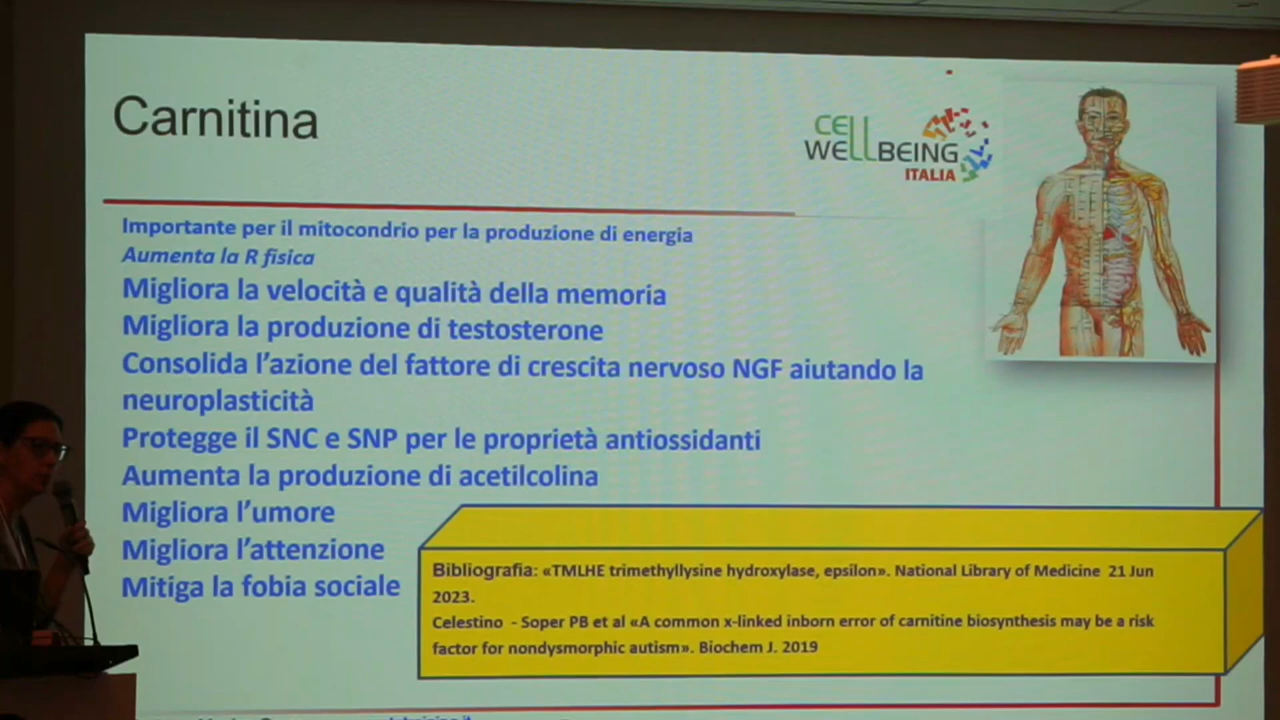 Carnitina
CELLBEING
WELLBEING
ITALIA
Importante per il mitocondrio per la produzione di energia
Aumenta la R fisica
Migliora la velocità e qualità della memoria
Migliora la produzione di testosterone
Consolida l'azione del fattore di crescita nervoso NGF aiutando la
neuroplasticità
Protegge il SNC e SNP per le proprietà antiossidanti
Aumenta la produzione di acetilcolina
Migliora l'umore
Migliora l'attenzione
Mitiga la fobia sociale
Bibliografia: «TMLHE trimethyllysine hydroxylase, epsilon». National Library of Medicine 21 Jun
2023.
Celestino - Soper PB et al «A common x-linked inborn error of carnitine biosynthesis may be a risk
factor for nondysmorphic autism». Biochem J. 2019